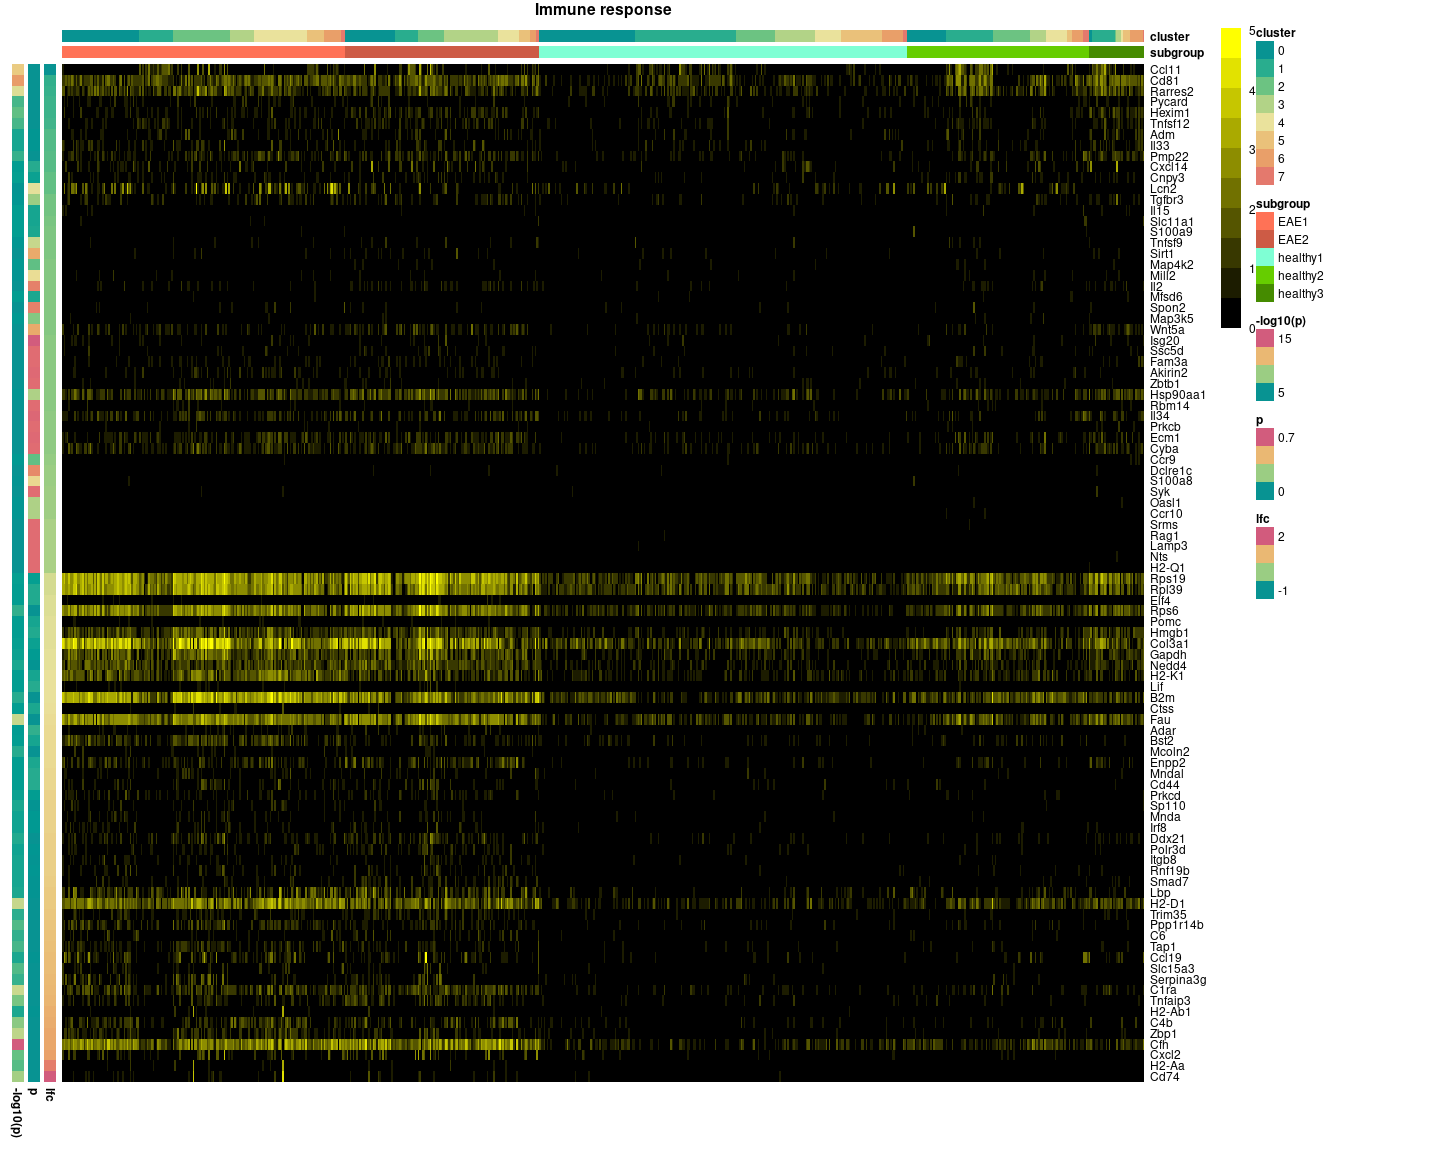 Immune response
cluster
subgroup
Ccl11
Cd81
Rarres2
Pycard
Hexim1
Tnfsf12
Adm
Il33
Pmp22
Cxcl14
Cnpy3
Lcn2
Tgfbr3
Il15
Slc11a1
S100a9
Tnfsf9
Sirt1
Map4k2
Mill2
Il2
Mfsd6
Spon2
Map3k5
Wnt5a
Isg20
Ssc5d
Fam3a
Akirin2
Zbtb1
Hsp90aa1
Rbm14
Il34
Prkcb
Ecm1
Cyba
Ccr9
Dclre1c
S100a8
Syk
Oasl1
Ccr10
Srms
Rag1
Lamp3
Nts
H2-Q1
Rps19
Rpl39
Elf4
Rps6
Pomc
Hmgb1
Col3a1
Gapdh
Nedd4
H2-K1
Lif
B2m
Ctss
Fau
Adar
Bst2
Mcoln2
Enpp2
Mndal
Cd44
Prkcd
Sp110
Mnda
Irf8
Ddx21
Polr3d
Itgb8
Rnf19b
Smad7
Lbp
H2-D1
Trim35
Ppp1r14b
C6
Tap1
Ccl19
Slc15a3
Serpina3g
C1ra
Tnfaip3
H2-Ab1
C4b
Zbp1
Cfh
Cxcl2
H2-Aa
Cd74
-log10(p)
p
lfc
5
4
3
2
1
0
cluster
0
1
2
3
4
5
6
7
subgroup
EAE1
EAE2
healthy1
healthy2
healthy3
-log10(p)
15
5
p
0.7
0
lfc
2
-1